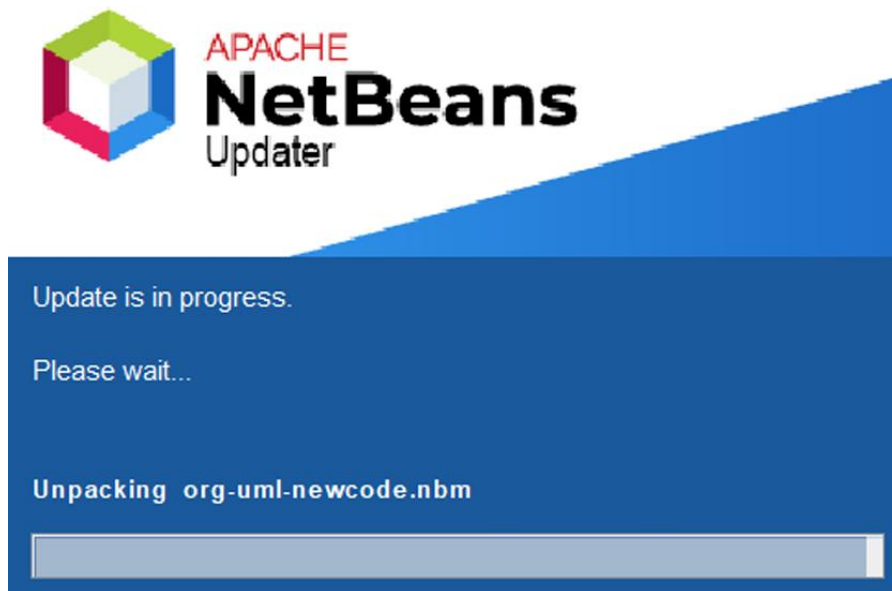 APACHE
NetBeans
Updater
Update is in progress.
Please wait...
Unpacking org-uml-newcode.nbm